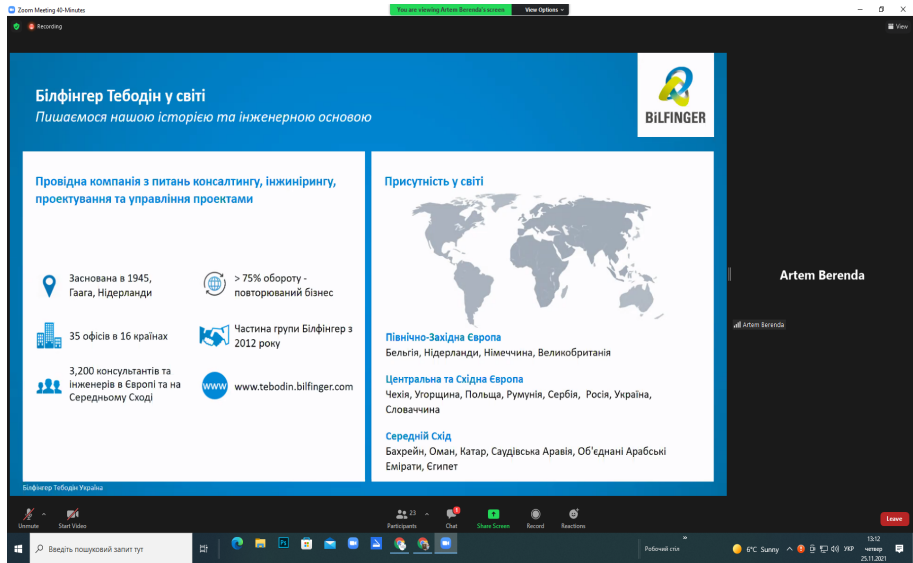 Zoom Meeting 40-Minutes
You are viewing Artem Berenda's screen
View Options
Recording
View
Білфінгер Тебодін у світі
Пишаємося нашою історією та інженерною основою
BILFINGER
Провідна компанія з питань консалтингу, інжинірингу,
проектування та управління проектами
Заснована в 1945,
Гаага, Нідерланди
> 75% обороту -
повторюваний бізнес
35 офісів в 16 країнах
Частина групи Білфінгер з
2012 року
3,200 консультантів та
інженерів в Європі та на
Середньому Сході
www
www.tebodin.bilfinger.com
Присутність у світі
Північно-Західна Європа
Бельгія, Нідерланди, Німеччина, Великобританія
Центральна та Східна Європа
Чехія, Угорщина, Польща, Румунія, Сербія, Росія, Україна,
Словаччина
Середній Схід
Бахрейн, Оман, Катар, Саудівська Аравія, Об'єднані Арабські
Емірати, Єгипет
Білфінгер Тебодін Україна
Artem Berenda
Artem Berenda
Unmute
Start Video
Participants
23
Chat
Share Screen
Record
Reactions
Leave
Введіть пошуковий запит тут
Ps
Робочий стіл
6°C Sunny
УКР
13:12
четвер
25.11.2021